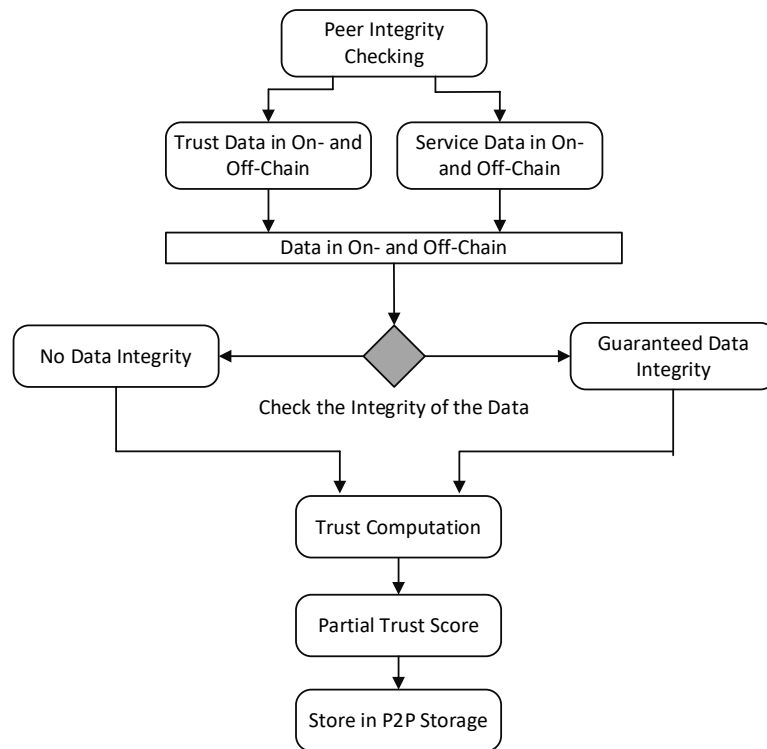 Peer Integrity
Checking
Trust Data in On- and
Off-Chain
Service Data in On-
and Off-Chain
Data in On- and Off-Chain
No Data Integrity
Guaranteed Data
Integrity
Check the Integrity of the Data
Trust Computation
Partial Trust Score
Store in P2P Storage